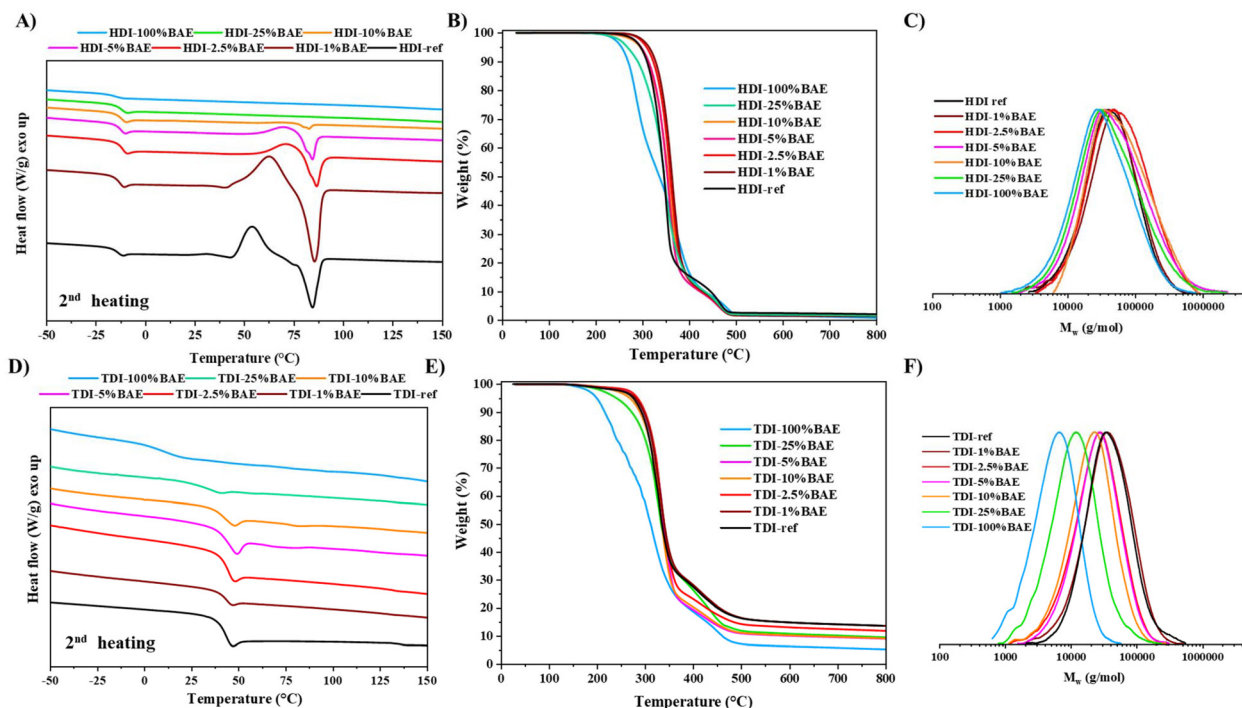 A)
HDI-100%BAE HDI-25%BAE HDI-10%BAE
HDI-5%BAE HDI-2.5%BAE HDI-1%BAE HDI-ref
Heat flow (W/g) exo up
2nd heating
-50 -25 0 25 50 75 100 125 150
Temperature (°C)
B)
100
90
80
70
60
50
40
30
20
10
0
Weight (%)
HDI-100%BAE
HDI-25%BAE
HDI-10%BAE
HDI-5%BAE
HDI-2.5%BAE
HDI-1%BAE
HDI-ref
0 100 200 300 400 500 600 700 800
Temperature (°C)
C)
HDI ref
HDI-1%BAE
HDI-2.5%BAE
HDI-5%BAE
HDI-10%BAE
HDI-25%BAE
HDI-100%BAE
100 1000 10000 100000 1000000
Mw (g/mol)
D)
TDI-100%BAE TDI-25%BAE TDI-10%BAE
TDI-5%BAE TDI-2.5%BAE TDI-1%BAE TDI-ref
Heat flow (W/g) exo up
2nd heating
-50 -25 0 25 50 75 100 125 150
Temperature (°C)
E)
100
90
80
70
60
50
40
30
20
10
0
Weight (%)
TDI-100%BAE
TDI-25%BAE
TDI-5%BAE
TDI-10%BAE
TDI-2.5%BAE
TDI-1%BAE
TDI-ref
0 100 200 300 400 500 600 700 800
Temperature (°C)
F)
TDI-ref
TDI-1%BAE
TDI-2.5%BAE
TDI-5%BAE
TDI-10%BAE
TDI-25%BAE
TDI-100%BAE
100 1000 10000 100000 1000000
Mw (g/mol)